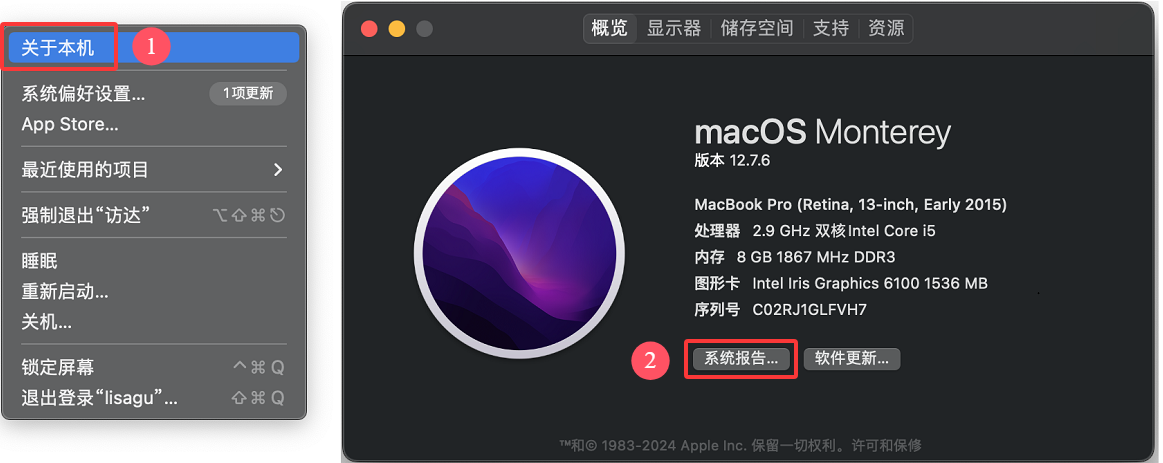 关于本机
1
系统偏好设置...
1项更新
App Store...
最近使用的项目
强制退出“访达”
⌥⇧⌘⎋
睡眠
重新启动...
关机...
锁定屏幕
^⌘Q
退出登录“lisagu”...
⇧⌘Q
概览 显示器 储存空间 支持 资源
macOS Monterey
版本 12.7.6
MacBook Pro (Retina, 13-inch, Early 2015)
处理器 2.9 GHz 双核Intel Core i5
内存 8 GB 1867 MHz DDR3
图形卡 Intel Iris Graphics 6100 1536 MB
序列号 C02RJ1GLFVH7
2
系统报告... 软件更新...
™和© 1983-2024 Apple Inc. 保留一切权利。许可和保修